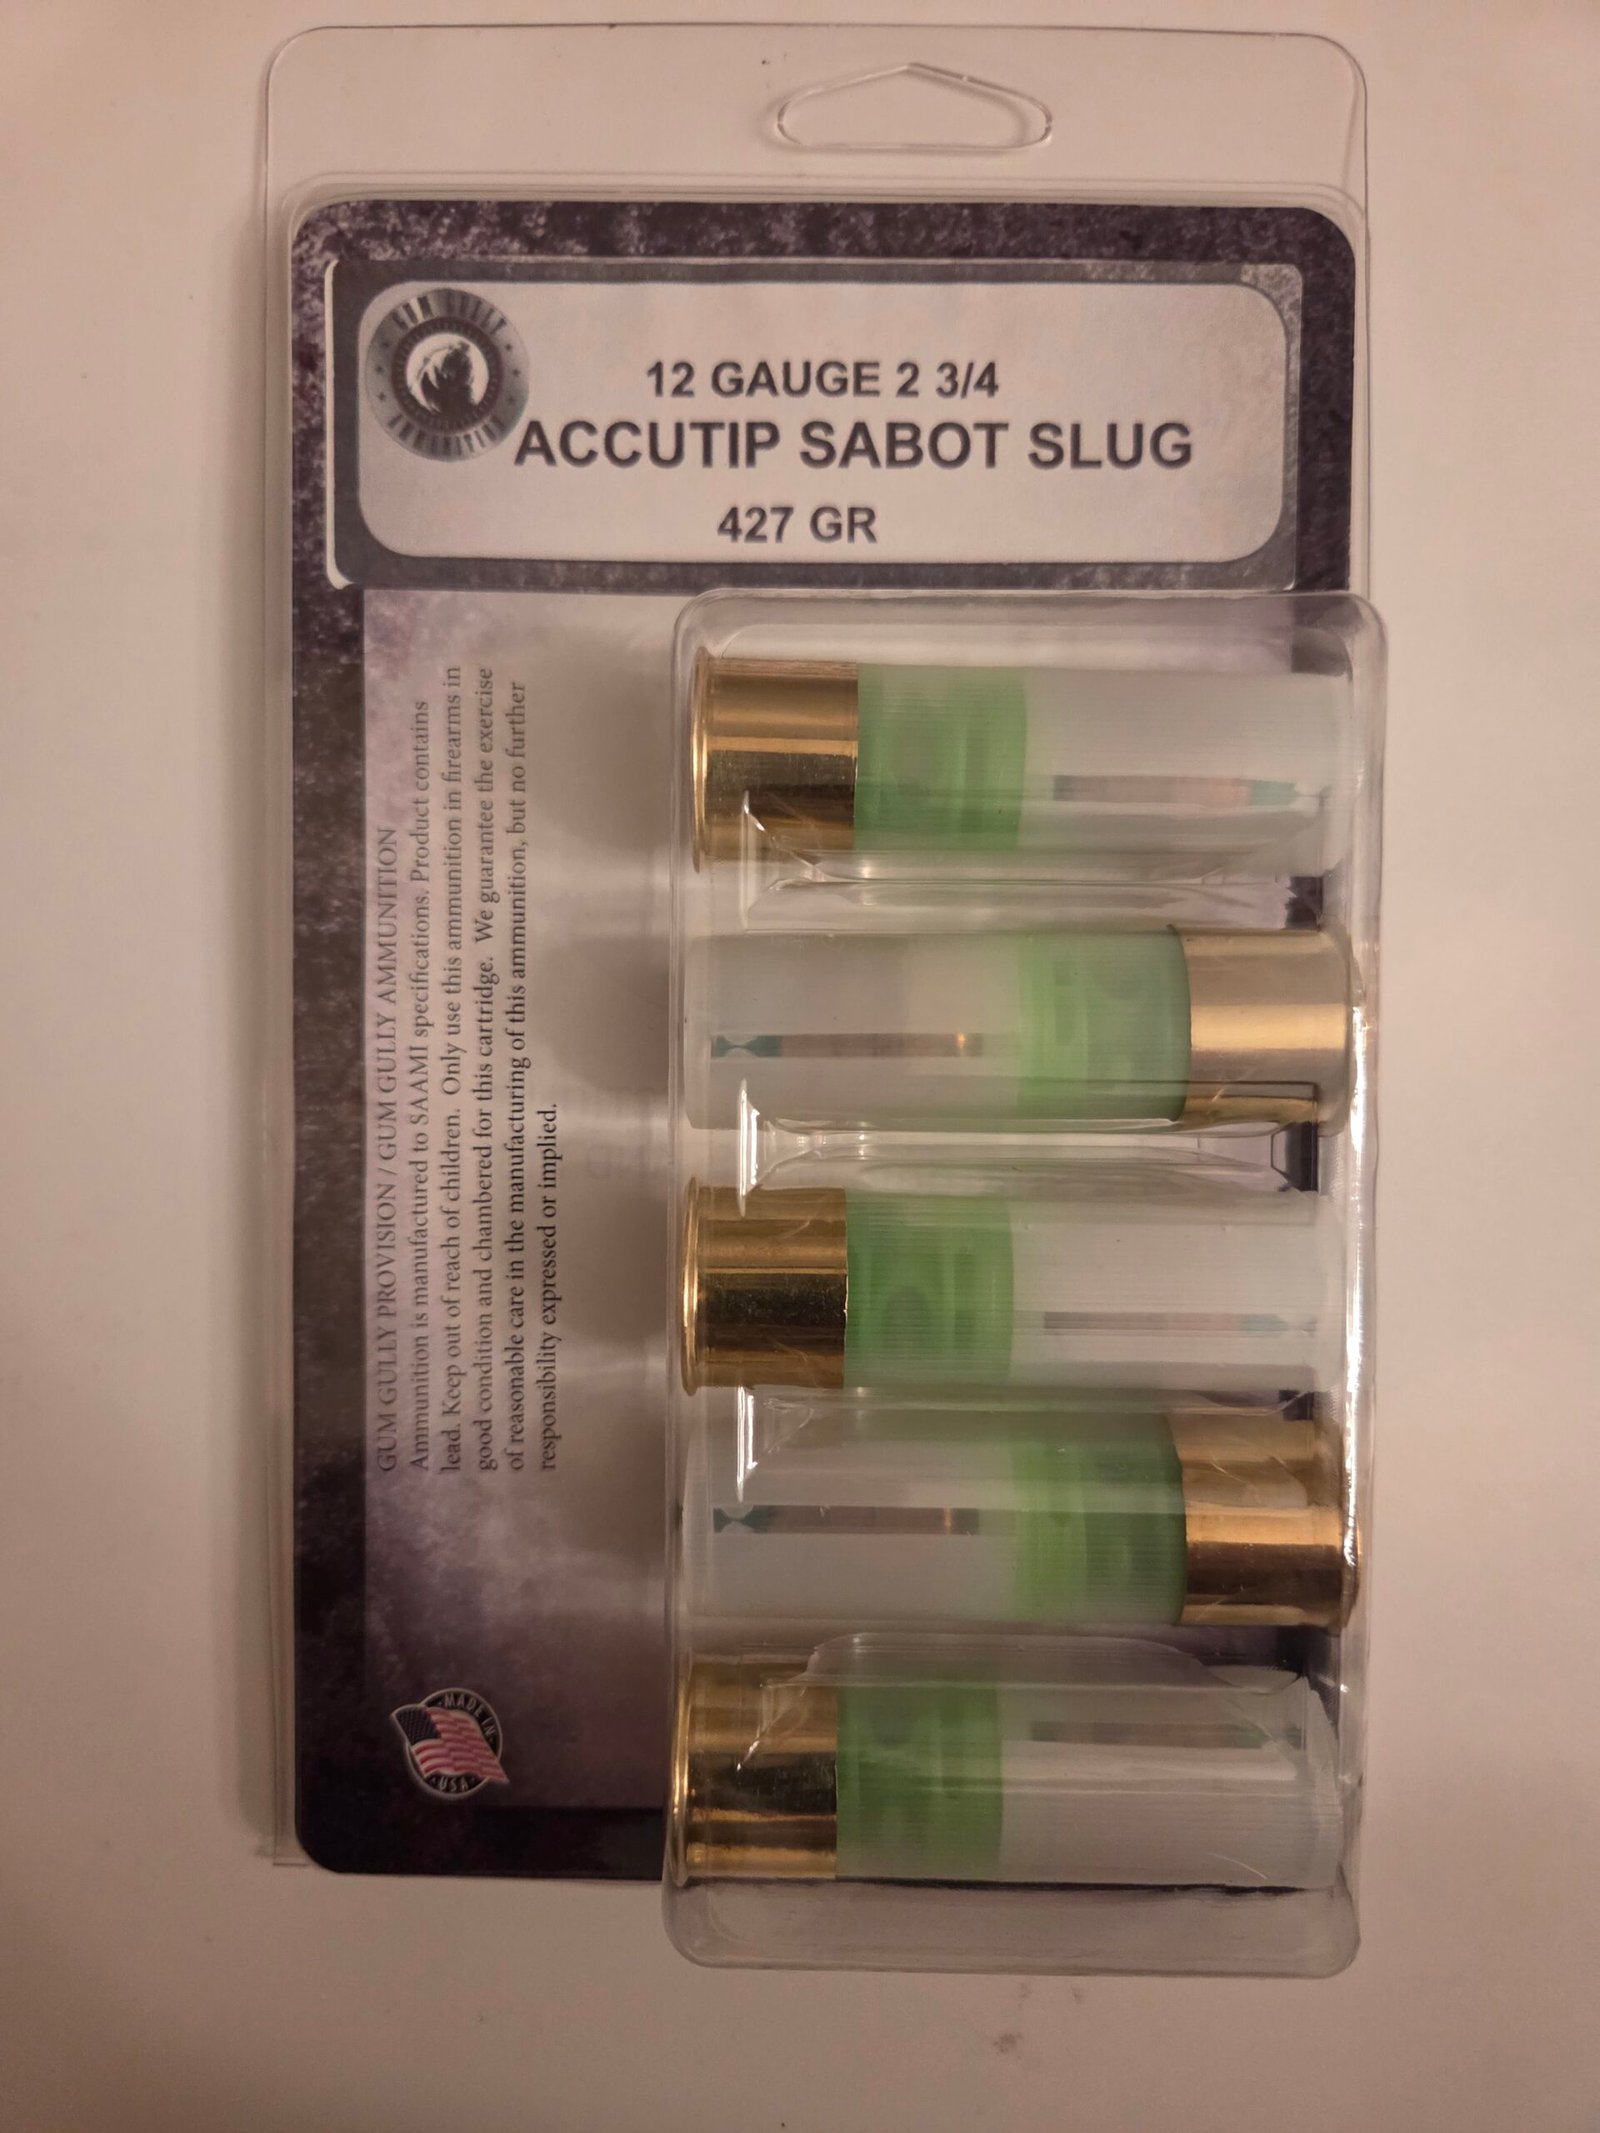 GUM GULLY
AMMUNITION
12 GAUGE 2 3/4
ACCUTIP SABOT SLUG
427 GR
GUM GULLY PROVISION / GUM GULLY AMMUNITION
Ammunition is manufactured to SAAMI specifications. Product contains
lead. Keep out of reach of children. Only use this ammunition in firearms in
good condition and chambered for this cartridge. We guarantee the exercise
of reasonable care in the manufacturing of this ammunition, but no further
responsibility expressed or implied.
MADE IN
USA